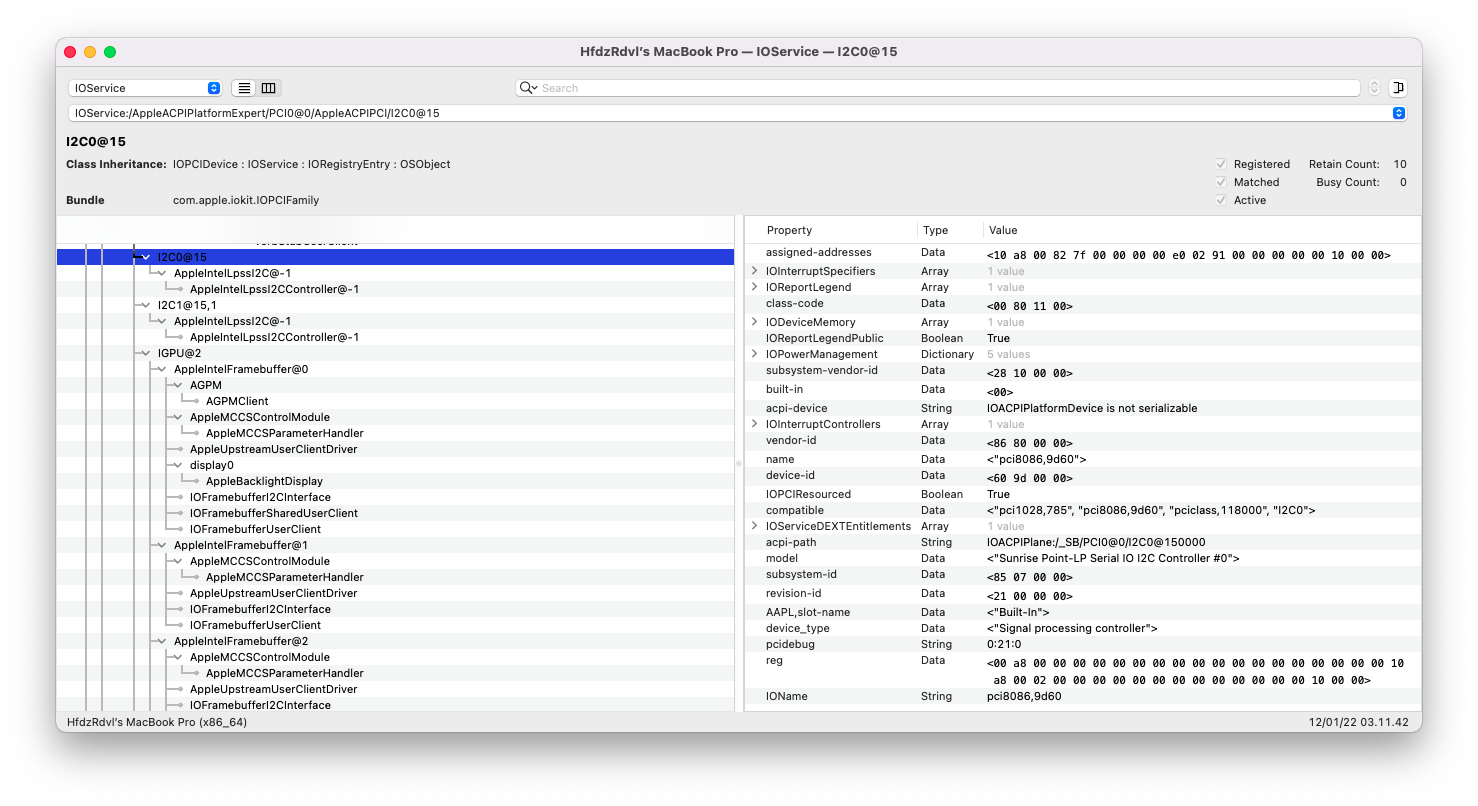 HfdzRdvl's MacBook Pro — IOService — I2C0@15
IOService
Search
IOService:/AppleACPIPlatformExpert/PCI0@0/AppleACPIPCI/I2C0@15
I2C0@15
Class Inheritance: IOPCIDevice : IOService : IORegistryEntry : OSObject
Registered Retain Count: 10
Matched Busy Count: 0
Bundle com.apple.iokit.IOPCIFamily
Active
I2C0@15
AppleIntelLpssI2C@-1
AppleIntelLpssI2CController@-1
I2C1@15,1
AppleIntelLpssI2C@-1
AppleIntelLpssI2CController@-1
IGPU@2
AppleIntelFramebuffer@0
AGPM
AGPMClient
AppleMCCSControlModule
AppleMCCSParameterHandler
AppleUpstreamUserClientDriver
display0
AppleBacklightDisplay
IOFramebufferI2CInterface
IOFramebufferSharedUserClient
IOFramebufferUserClient
AppleIntelFramebuffer@1
AppleMCCSControlModule
AppleMCCSParameterHandler
AppleUpstreamUserClientDriver
IOFramebufferI2CInterface
IOFramebufferUserClient
AppleIntelFramebuffer@2
AppleMCCSControlModule
AppleMCCSParameterHandler
AppleUpstreamUserClientDriver
IOFramebufferI2CInterface
Property Type Value
assigned-addresses Data <10 a8 00 82 7f 00 00 00 00 e0 02 91 00 00 00 00 00 10 00 00>
IOInterruptSpecifiers Array 1 value
IOReportLegend Array 1 value
class-code Data <00 80 11 00>
IODeviceMemory Array 1 value
IOReportLegendPublic Boolean True
IOPowerManagement Dictionary 5 values
subsystem-vendor-id Data <28 10 00 00>
built-in Data <00>
acpi-device String IOACPIPlatformDevice is not serializable
IOInterruptControllers Array 1 value
vendor-id Data <86 80 00 00>
name Data <"pci8086,9d60">
device-id Data <60 9d 00 00>
IOPCIResourced Boolean True
compatible Data <"pci1028,785", "pci8086,9d60", "pciclass,118000", "I2C0">
IOServiceDEXTEntitlements Array 1 value
acpi-path String IOACPIPlane:/_SB/PCI0@0/I2C0@150000
model Data <"Sunrise Point-LP Serial IO I2C Controller #0">
subsystem-id Data <85 07 00 00>
revision-id Data <21 00 00 00>
AAPL,slot-name Data <"Built-In">
device_type Data <"Signal processing controller">
pcidebug String 0:21:0
reg Data <00 a8 00 00 00 00 00 00 00 00 00 00 00 00 00 00 00 00 00 00 10
a8 00 02 00 00 00 00 00 00 00 00 00 00 00 00 00 10 00 00>
IOName String pci8086,9d60
HfdzRdvl's MacBook Pro (x86_64)
12/01/22 03.11.42